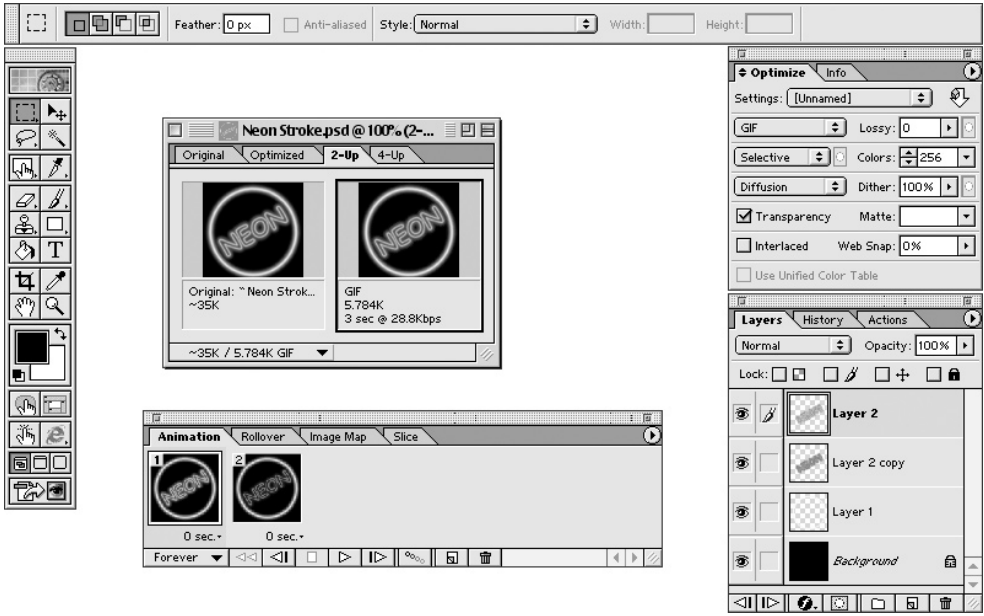 Feather: 0 px Anti-aliased Style: Normal Width: Height:
Neon Stroke.psd @ 100% (2-...
Original Optimized 2-Up 4-Up
NEON NEON
Original: "Neon Strok...
~35K
GIF
5.784K
3 sec @ 28.8Kbps
~35K / 5.784K GIF
T
Animation Rollover Image Map Slice
1 2
NEON NEON
0 sec. 0 sec.
Forever
Optimize Info
Settings: [Unnamed]
GIF Lossy: 0
Selective Colors: 256
Diffusion Dither: 100%
Transparency Matte:
Interlaced Web Snap: 0%
Use Unified Color Table
Layers History Actions
Normal Opacity: 100%
Lock:
Layer 2
Layer 2 copy
Layer 1
Background